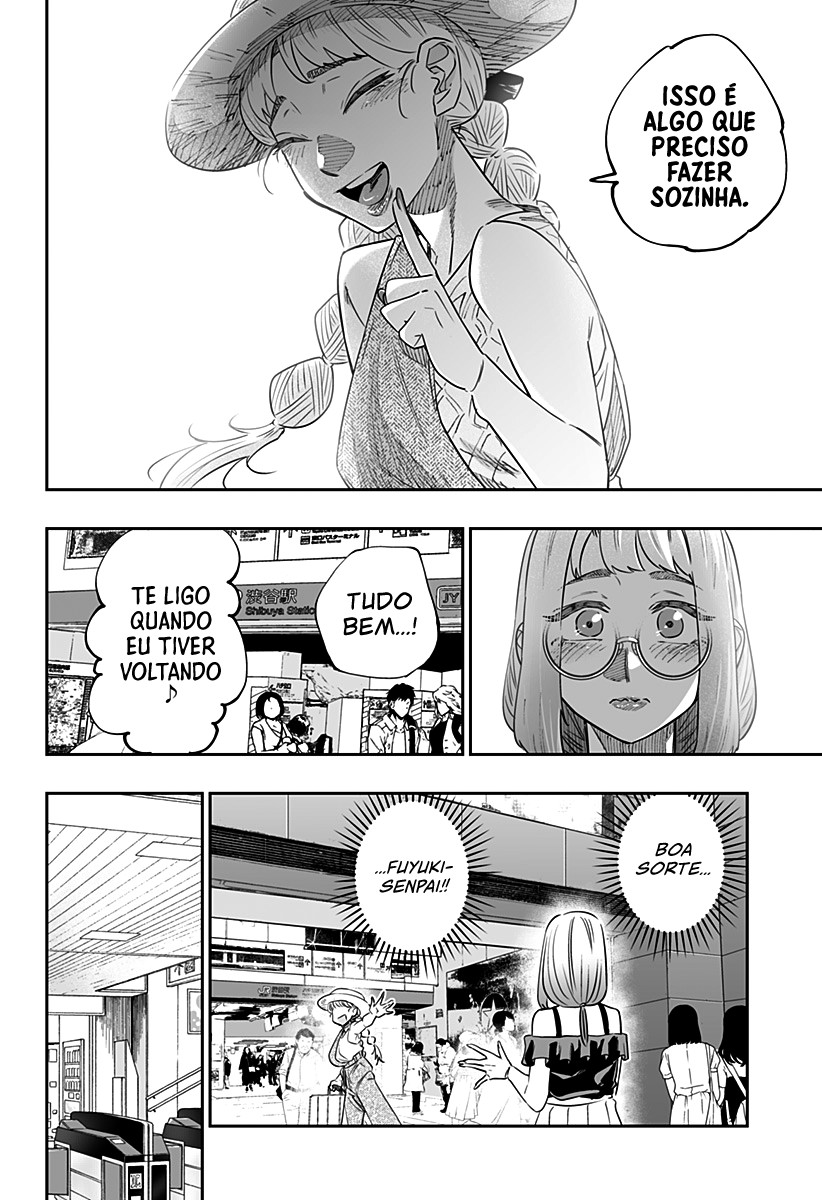 ISSO É
ALGO QUE
PRECISO
FAZER
SOZINHA.
TUDO
BEM...!
渋谷駅
Shibuya Station
JY
TE LIGO
QUANDO
EU TIVER
VOLTANDO
♪
BOA
SORTE...
...FUYUKI-
SENPAI!!